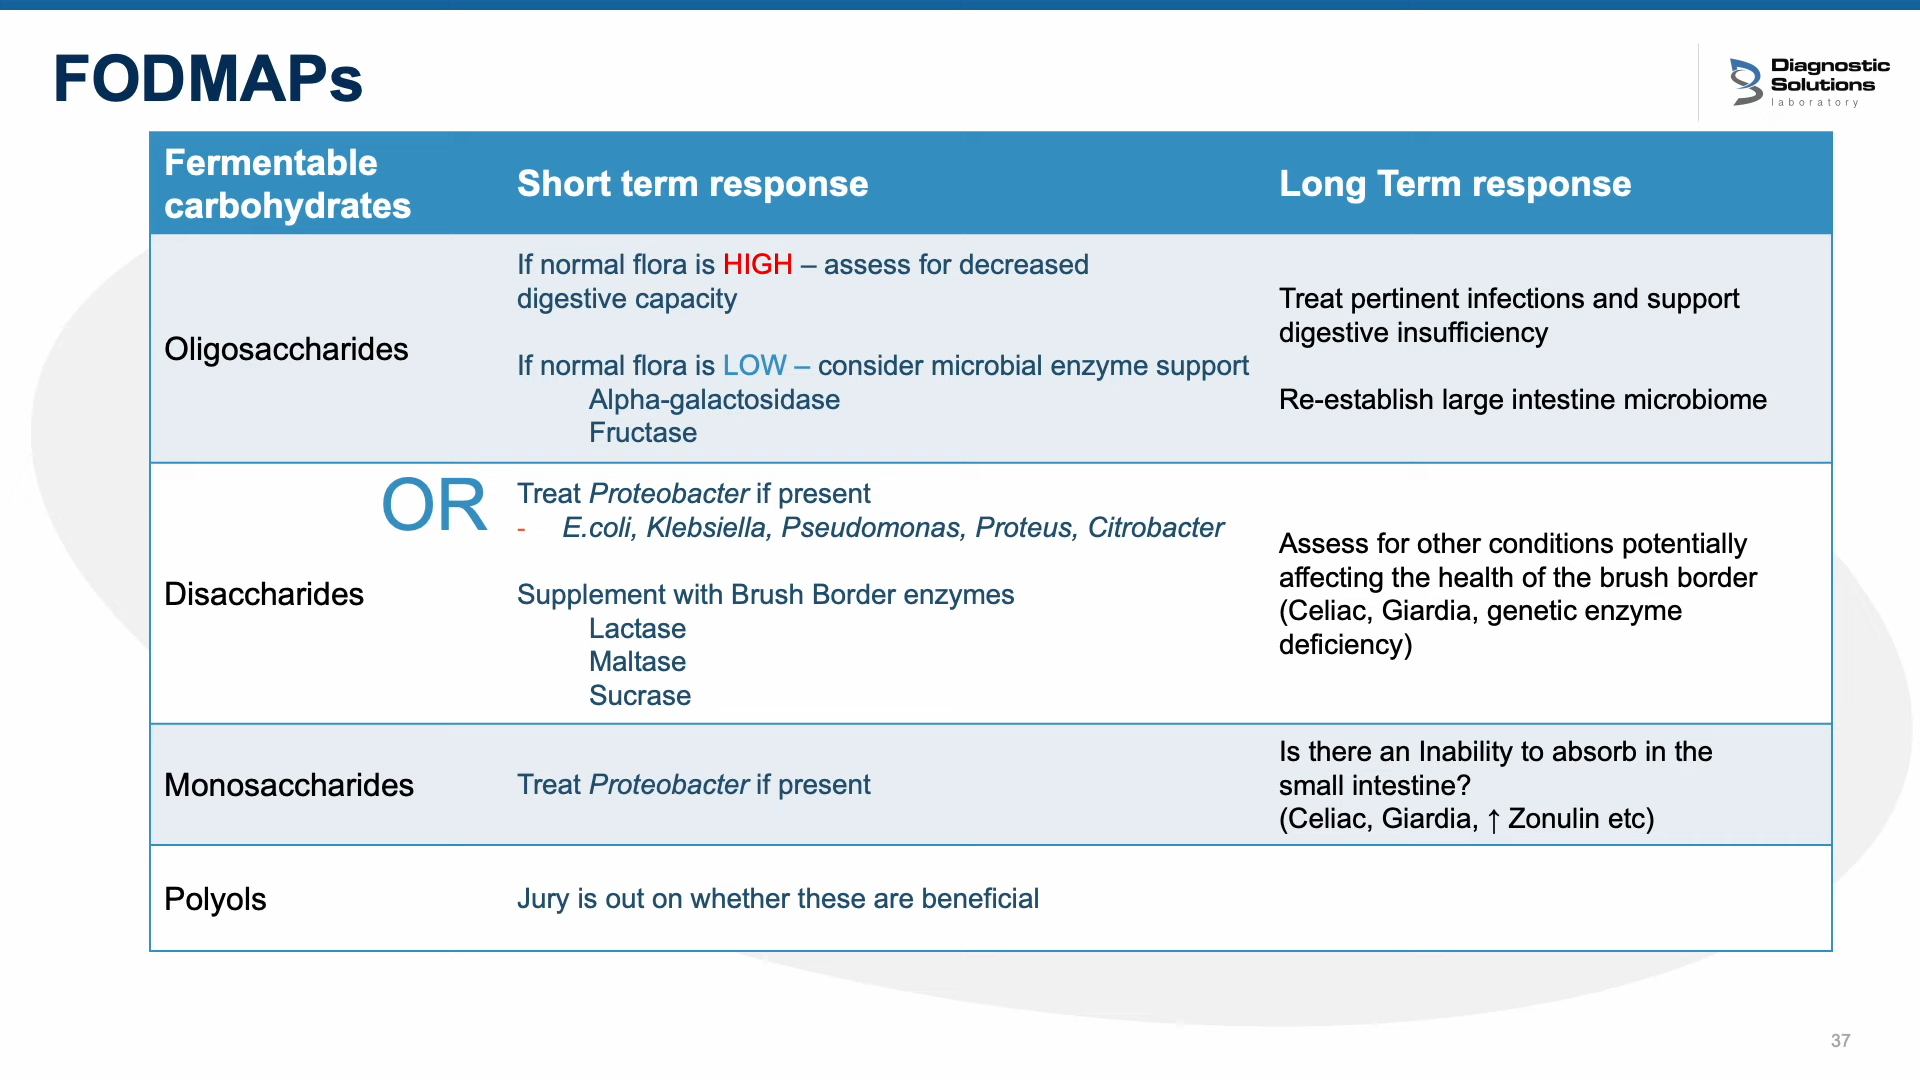 FODMAPs
Diagnostic
Solutions
laboratory
Fermentable
carbohydrates
Short term response
Long Term response
Oligosaccharides
If normal flora is HIGH – assess for decreased
digestive capacity
If normal flora is LOW – consider microbial enzyme support
Alpha-galactosidase
Fructase
Treat pertinent infections and support
digestive insufficiency
Re-establish large intestine microbiome
OR
Disaccharides
Treat Proteobacter if present
- E.coli, Klebsiella, Pseudomonas, Proteus, Citrobacter
Supplement with Brush Border enzymes
Lactase
Maltase
Sucrase
Assess for other conditions potentially
affecting the health of the brush border
(Celiac, Giardia, genetic enzyme
deficiency)
Monosaccharides
Treat Proteobacter if present
Is there an Inability to absorb in the
small intestine?
(Celiac, Giardia, ↑ Zonulin etc)
Polyols
Jury is out on whether these are beneficial
37